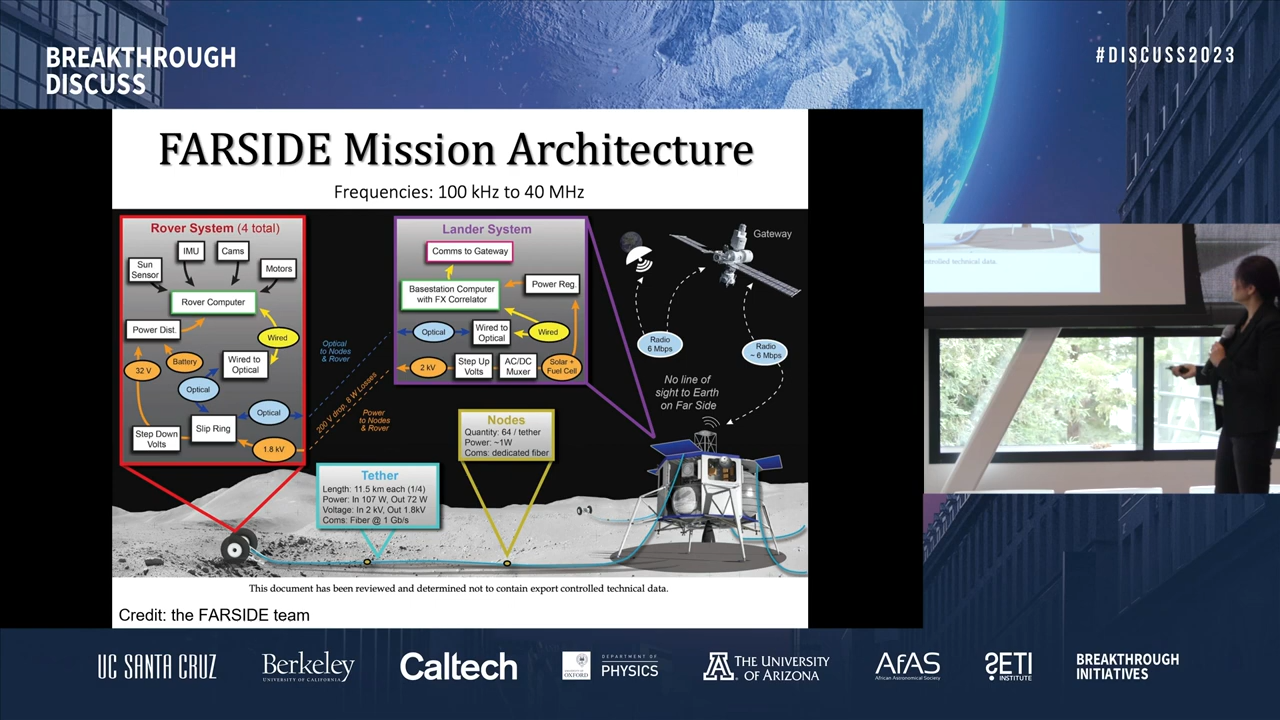 BREAKTHROUGH
DISCUSS
#DISCUSS2023
FARSIDE Mission Architecture
Frequencies: 100 kHz to 40 MHz
Rover System (4 total)
IMU
Cams
Sun
Sensor
Motors
Rover Computer
Power Dist.
Wired
Battery
Wired to
Optical
32 V
Optical
Optical
Slip Ring
Step Down
Volts
1.8 kV
Optical
to Nodes
& Rover
200 V drop, 8 W Losses
Power
to Nodes
& Rover
Lander System
Comms to Gateway
Basestation Computer
with FX Correlator
Power Reg.
Optical
Wired to
Optical
Wired
2 kV
Step Up
Volts
AC/DC
Muxer
Solar +
Fuel Cell
Gateway
Radio
6 Mbps
Radio
~ 6 Mbps
No line of
sight to Earth
on Far Side
Nodes
Quantity: 64 / tether
Power: ~1W
Coms: dedicated fiber
Tether
Length: 11.5 km each (1/4)
Power: In 107 W, Out 72 W
Voltage: In 2 kV, Out 1.8kV
Coms: Fiber @ 1 Gb/s
This document has been reviewed and determined not to contain export controlled technical data.
Credit: the FARSIDE team
ntrolled technical data.
UC SANTA CRUZ
Berkeley
UNIVERSITY OF CALIFORNIA
Caltech
UNIVERSITY OF
OXFORD
DEPARTMENT OF
PHYSICS
A
THE UNIVERSITY
OF ARIZONA
AfAS
African Astronomical Society
SETI
INSTITUTE
BREAKTHROUGH
INITIATIVES